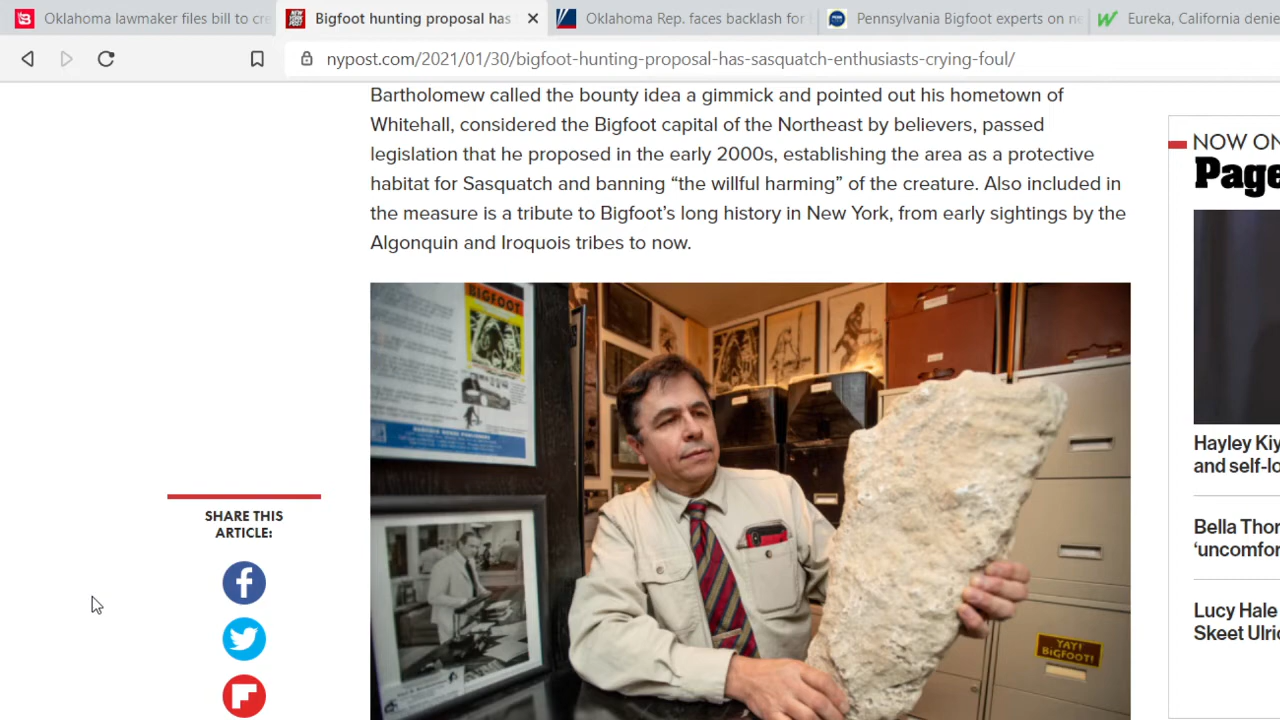 Oklahoma lawmaker files bill to cre
Bigfoot hunting proposal has
Oklahoma Rep. faces backlash for
Pennsylvania Bigfoot experts on ne
Eureka, California denie
nypost.com/2021/01/30/bigfoot-hunting-proposal-has-sasquatch-enthusiasts-crying-foul/
Bartholomew called the bounty idea a gimmick and pointed out his hometown of
Whitehall, considered the Bigfoot capital of the Northeast by believers, passed
legislation that he proposed in the early 2000s, establishing the area as a protective
habitat for Sasquatch and banning “the willful harming” of the creature. Also included in
the measure is a tribute to Bigfoot’s long history in New York, from early sightings by the
Algonquin and Iroquois tribes to now.
BIGFOOT
YAY!
BIGFOOT!
SHARE THIS
ARTICLE:
NOW ON
Page
Hayley Kiy
and self-lo
Bella Thor
‘uncomfor
Lucy Hale
Skeet Ulric